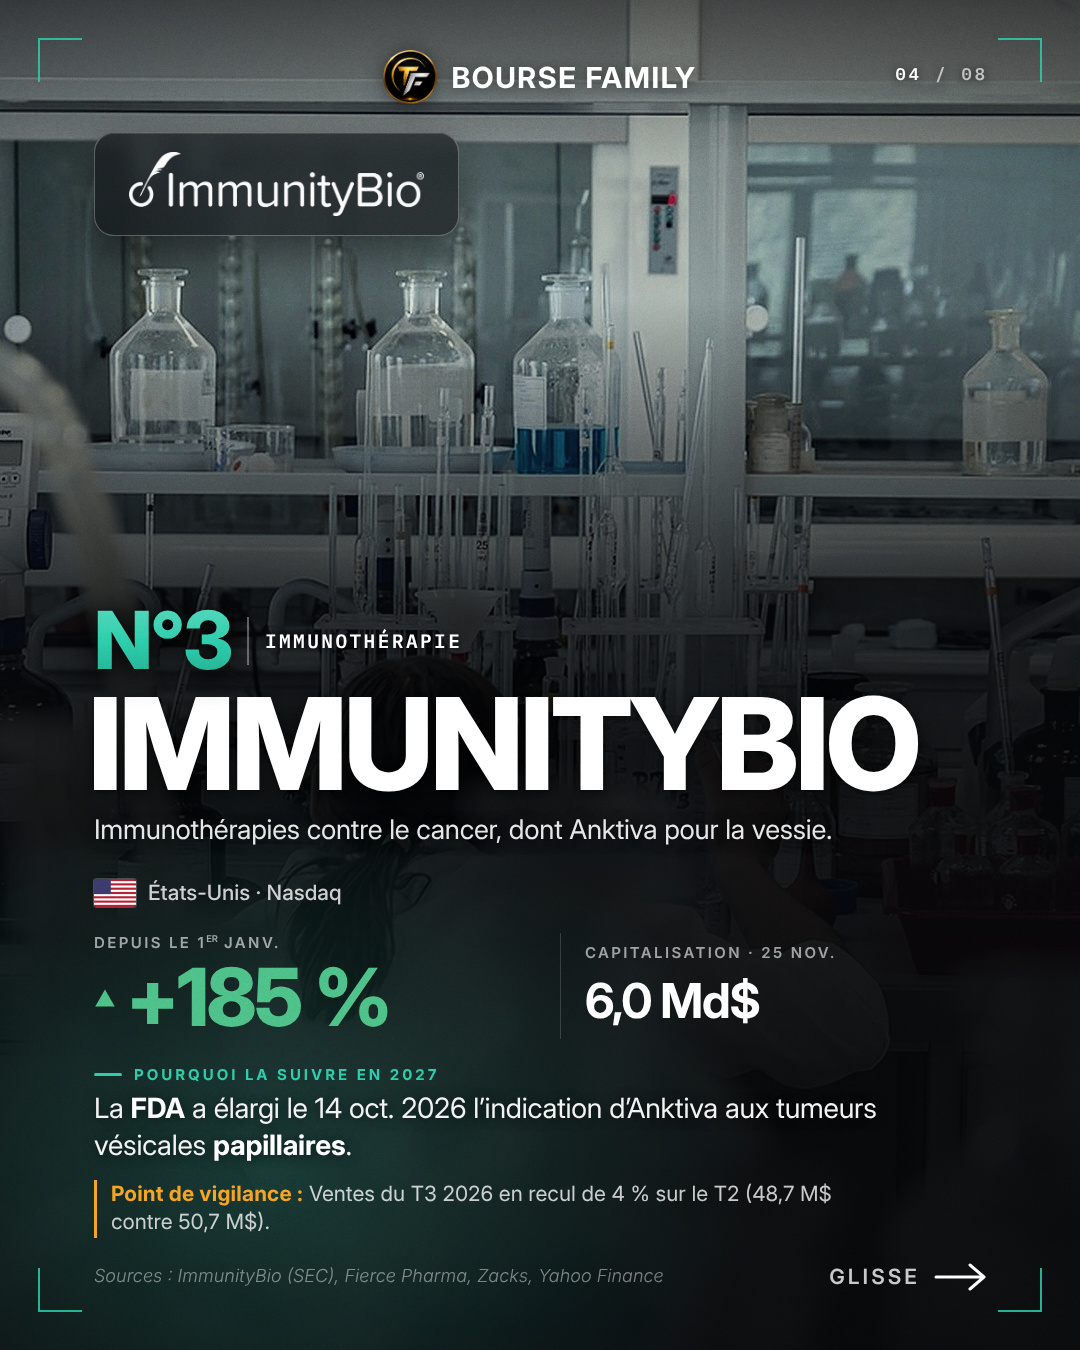 BOURSE FAMILY
04 / 08
ImmunityBio®
N°3
IMMUNOTHÉRAPIE
IMMUNITYBIO
Immunothérapies contre le cancer, dont Anktiva pour la vessie.
États-Unis · Nasdaq
DEPUIS LE 1ER JANV.
+185 %
CAPITALISATION · 25 NOV.
6,0 Md$
POURQUOI LA SUIVRE EN 2027
La FDA a élargi le 14 oct. 2026 l’indication d’Anktiva aux tumeurs
vésicales papillaires.
Point de vigilance : Ventes du T3 2026 en recul de 4 % sur le T2 (48,7 M$
contre 50,7 M$).
Sources : ImmunityBio (SEC), Fierce Pharma, Zacks, Yahoo Finance
GLISSE